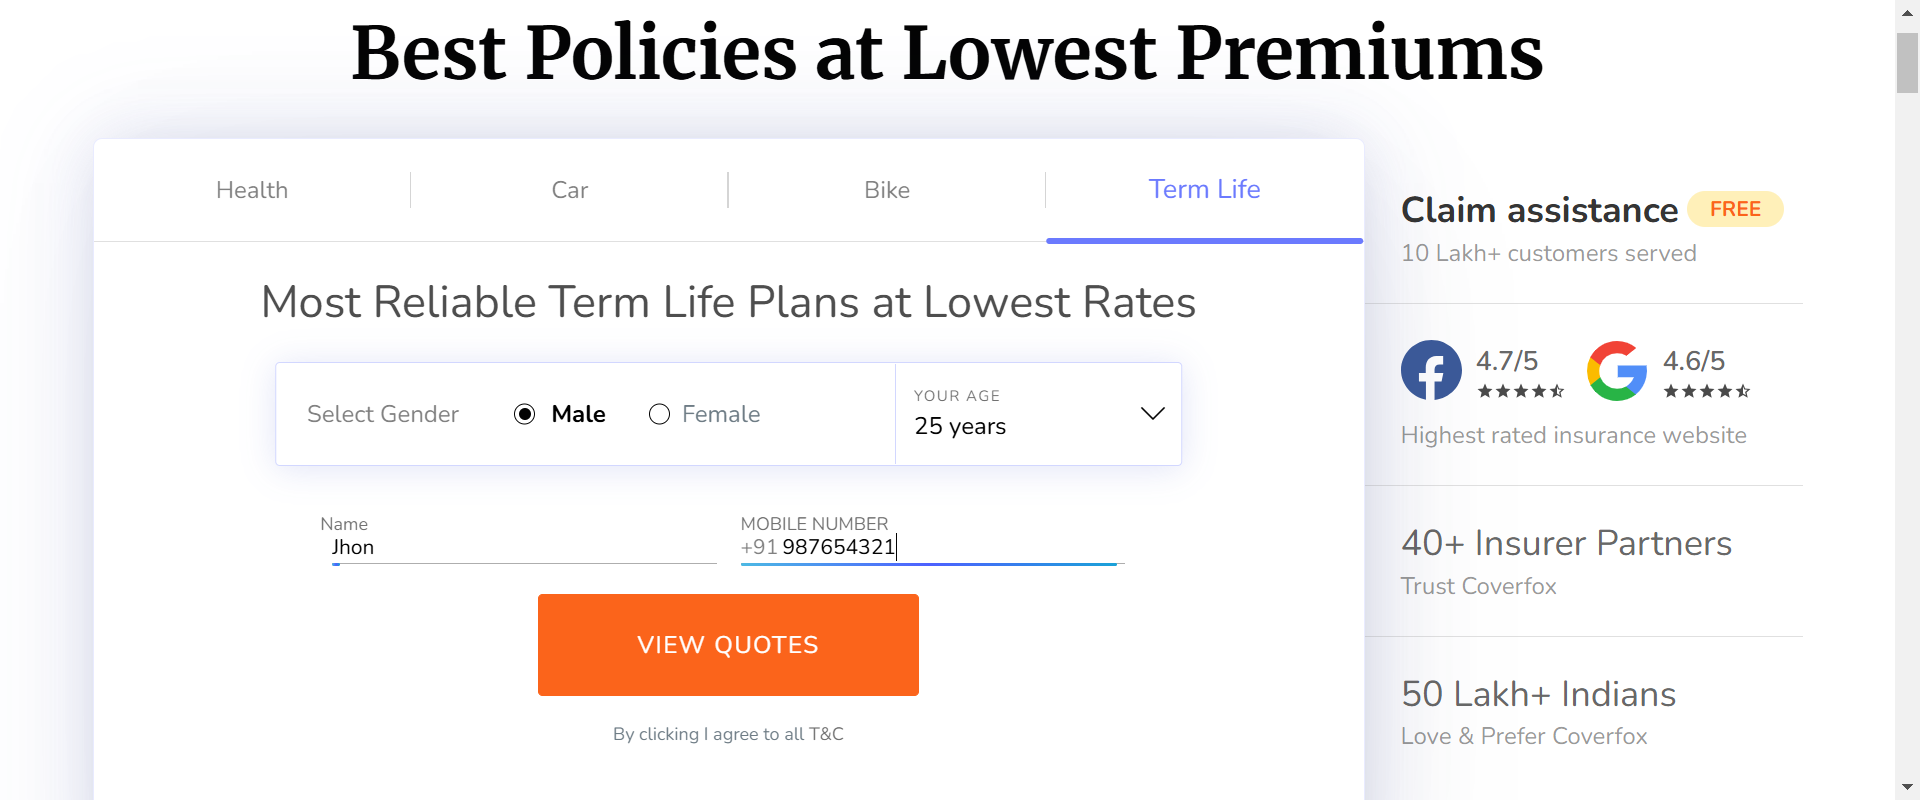 Best Policies at Lowest Premiums
Health
Car
Bike
Term Life
Most Reliable Term Life Plans at Lowest Rates
Select Gender
Male
Female
YOUR AGE
25 years
Name
Jhon
MOBILE NUMBER
+91 987654321
VIEW QUOTES
By clicking I agree to all T&C
Claim assistance FREE
10 Lakh+ customers served
4.7/5
4.6/5
Highest rated insurance website
40+ Insurer Partners
Trust Coverfox
50 Lakh+ Indians
Love & Prefer Coverfox